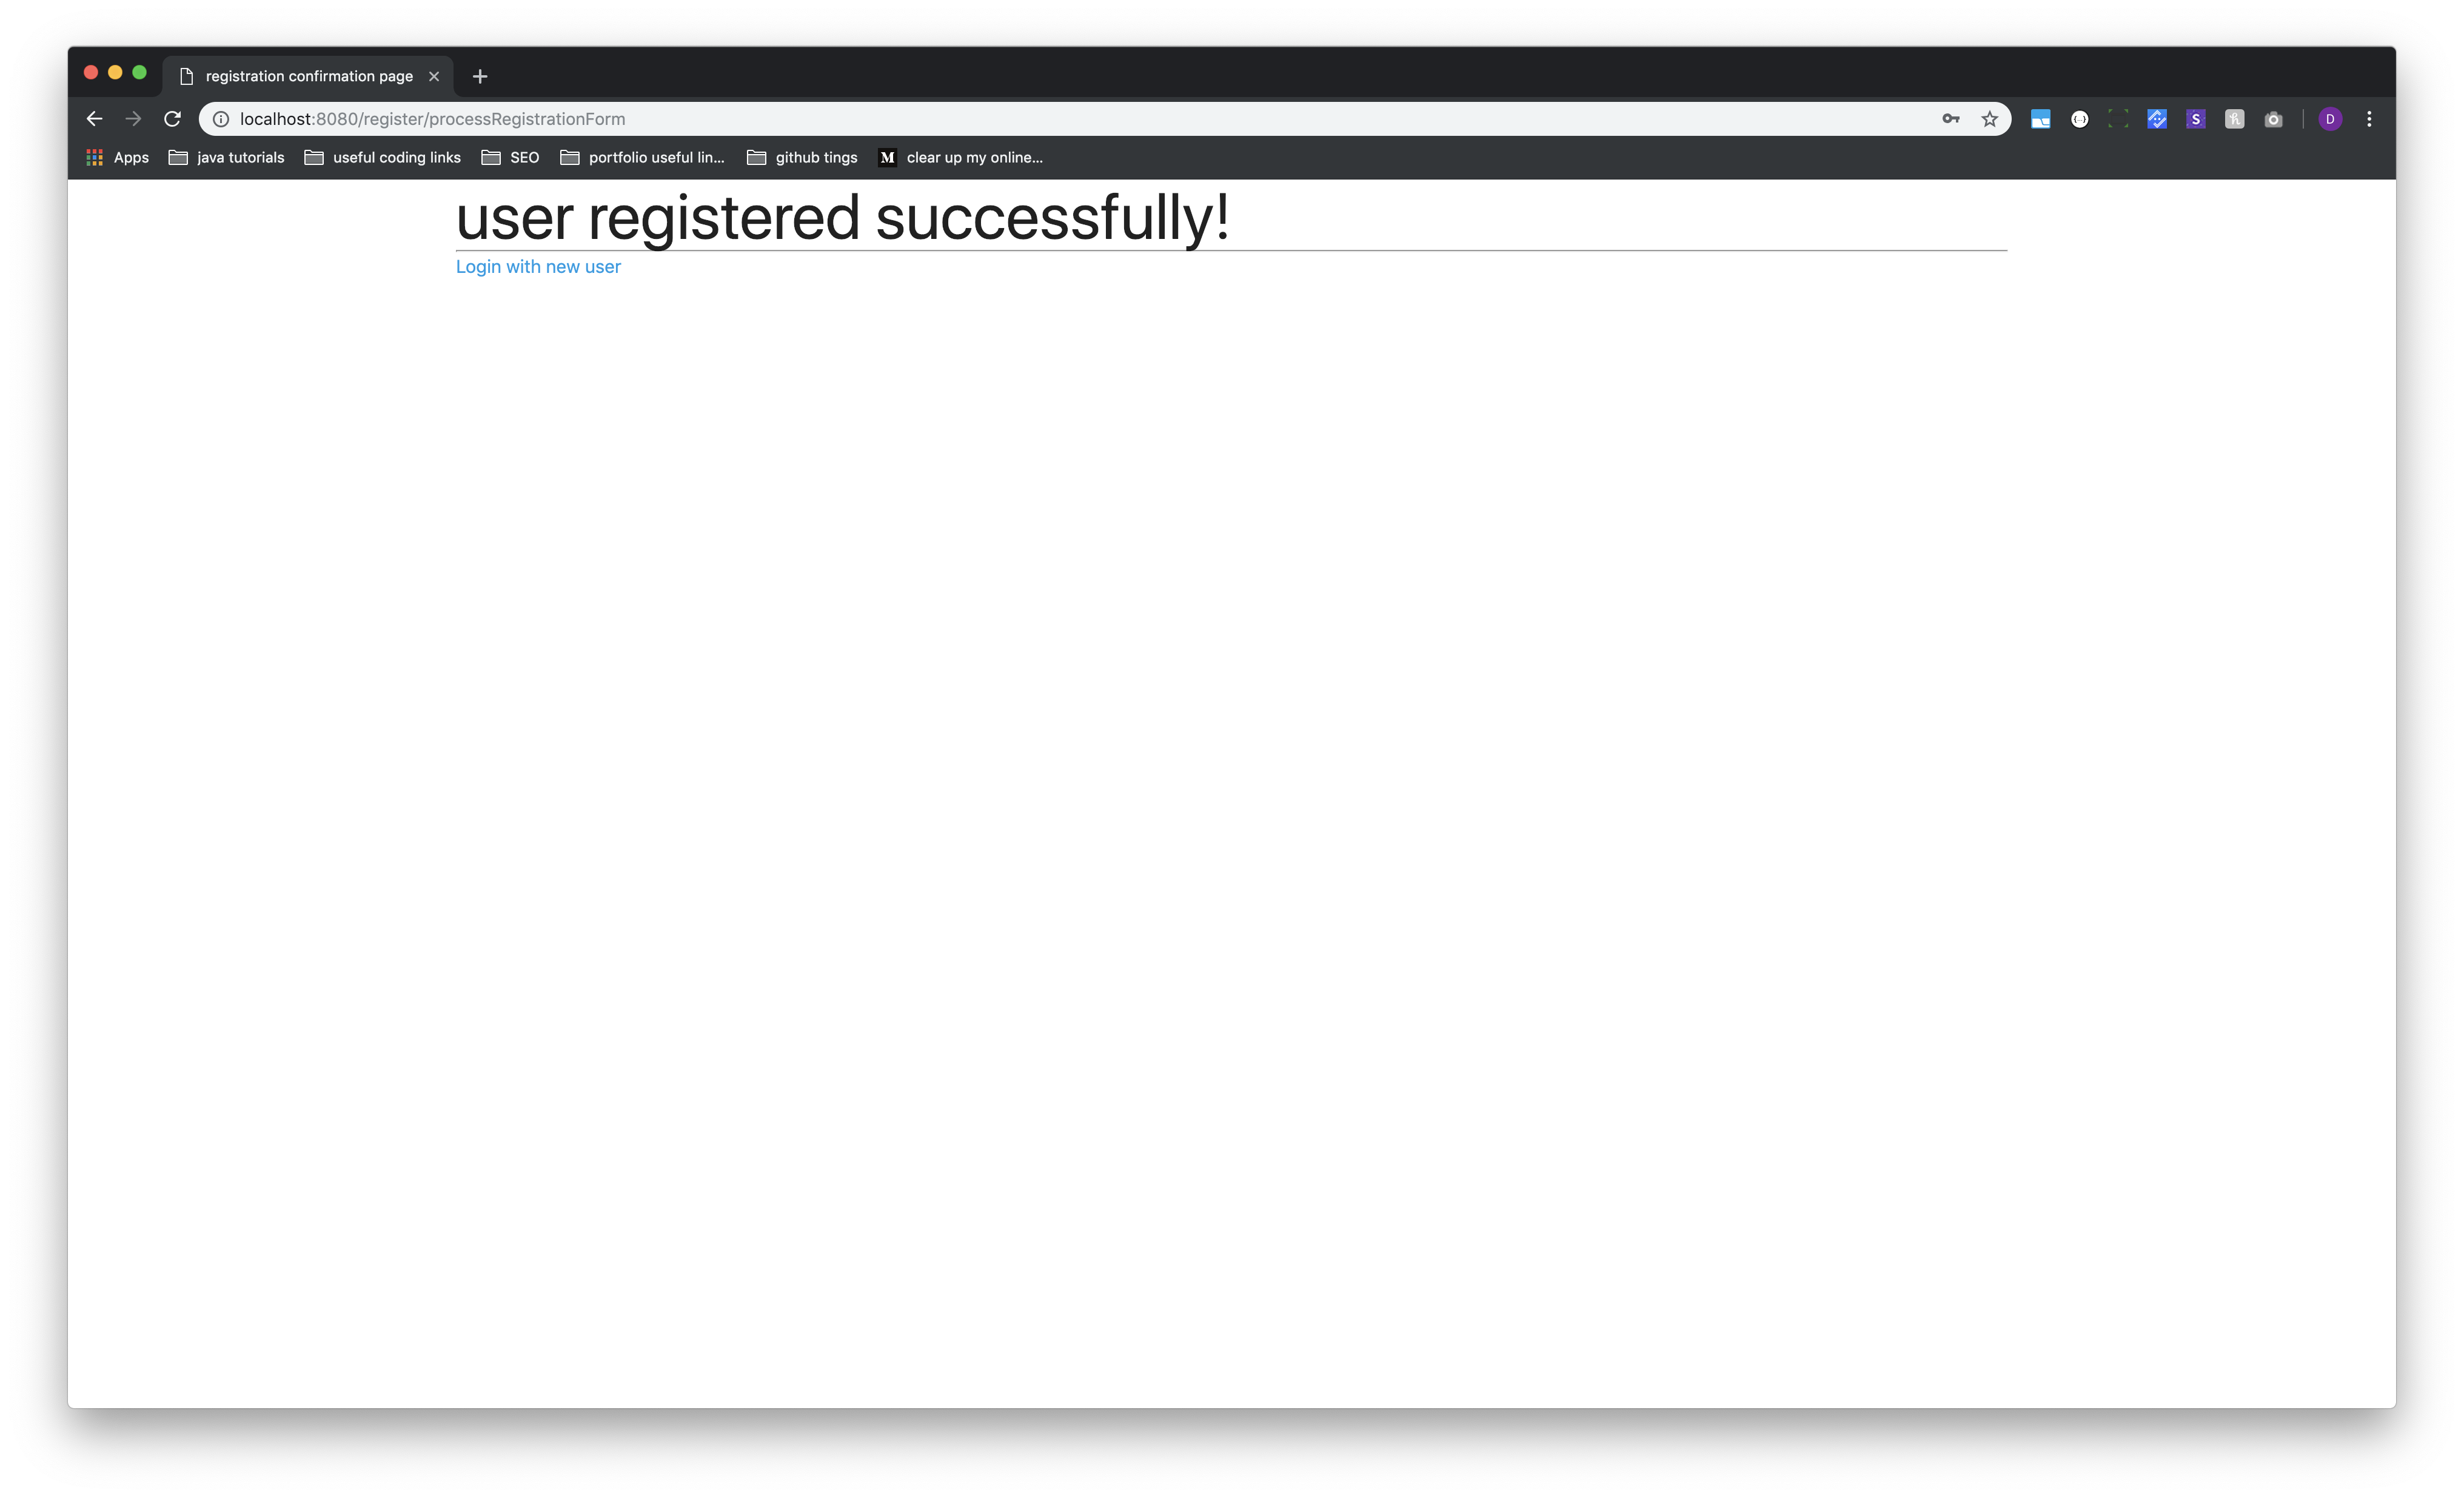 registration confirmation page
localhost:8080/register/processRegistrationForm
S
D
Apps
java tutorials
useful coding links
SEO
portfolio useful lin...
github tings
M
clear up my online...
user registered successfully!
Login with new user